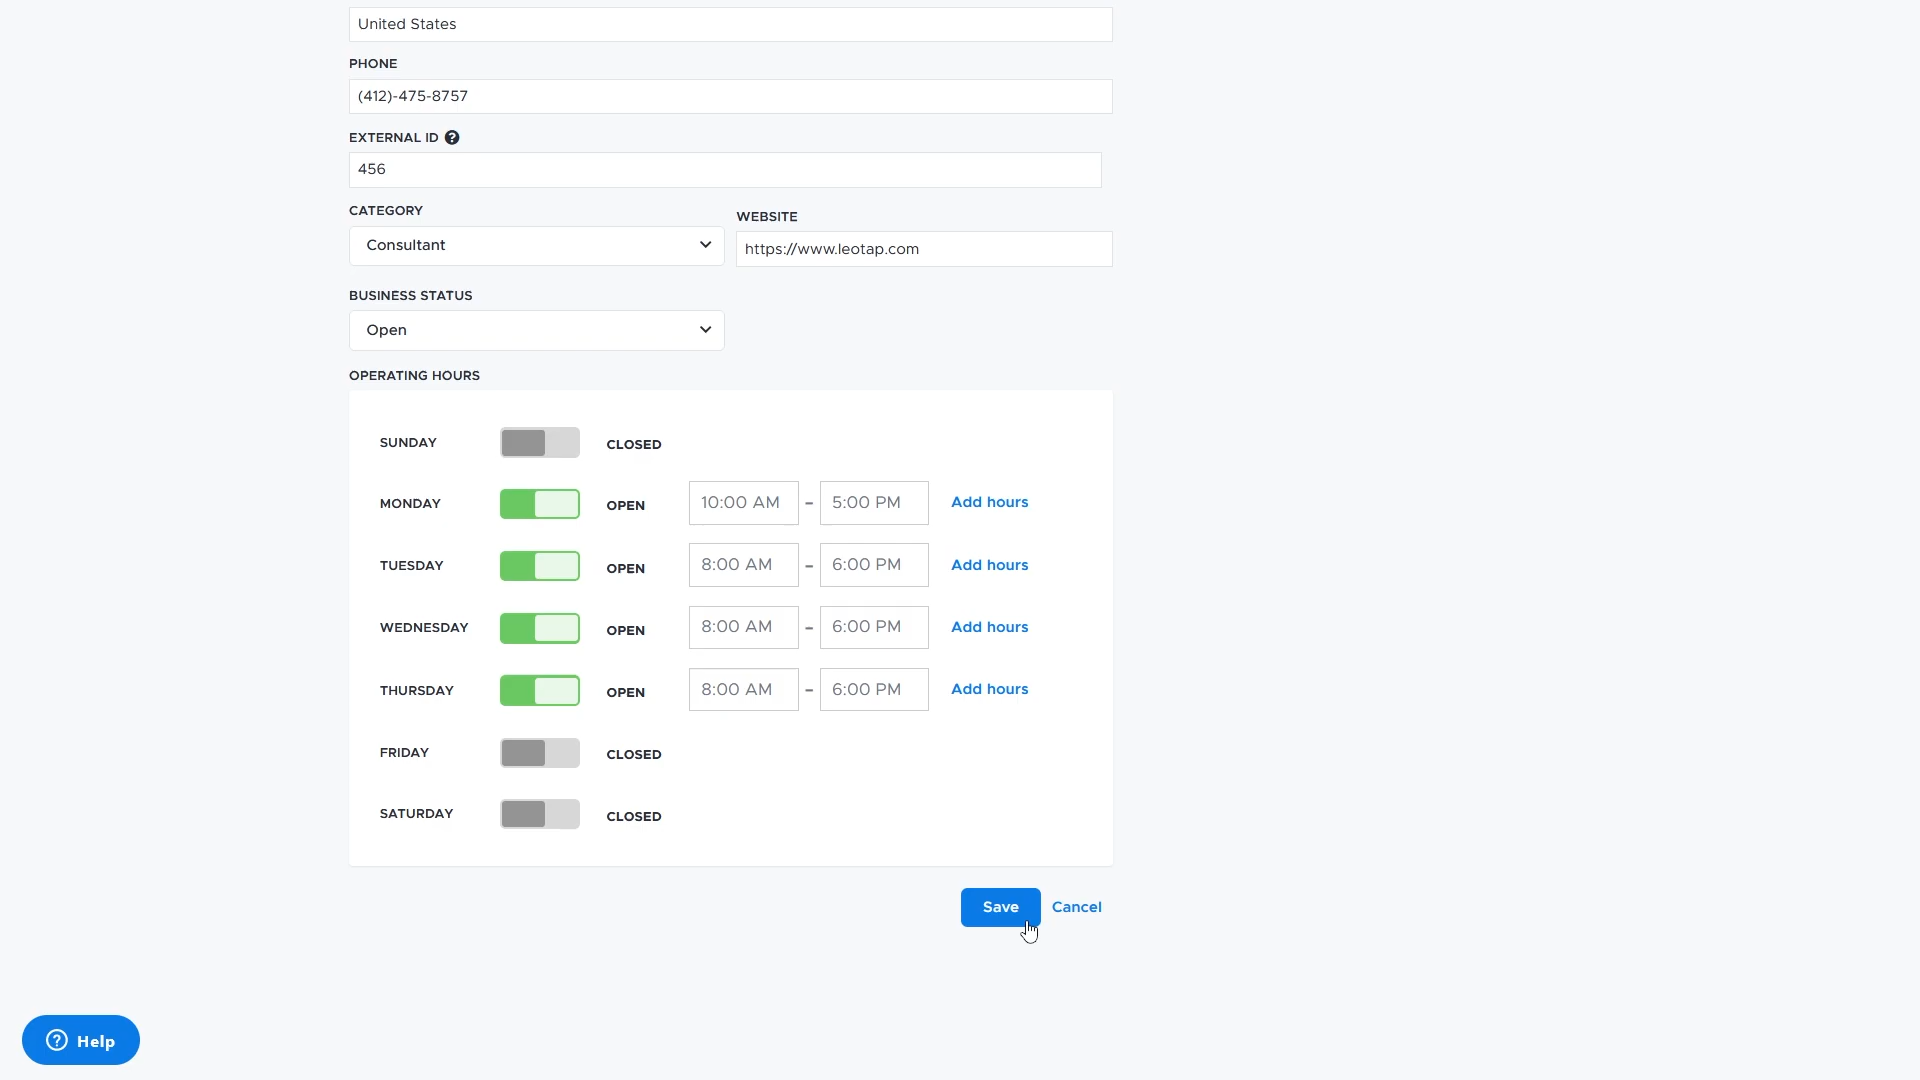 United States
PHONE
(412)-475-8757
EXTERNAL ID ?
456
CATEGORY
Consultant
WEBSITE
https://www.leotap.com
BUSINESS STATUS
Open
OPERATING HOURS
SUNDAY CLOSED
MONDAY OPEN 10:00 AM – 5:00 PM Add hours
TUESDAY OPEN 8:00 AM – 6:00 PM Add hours
WEDNESDAY OPEN 8:00 AM – 6:00 PM Add hours
THURSDAY OPEN 8:00 AM – 6:00 PM Add hours
FRIDAY CLOSED
SATURDAY CLOSED
Save Cancel
? Help